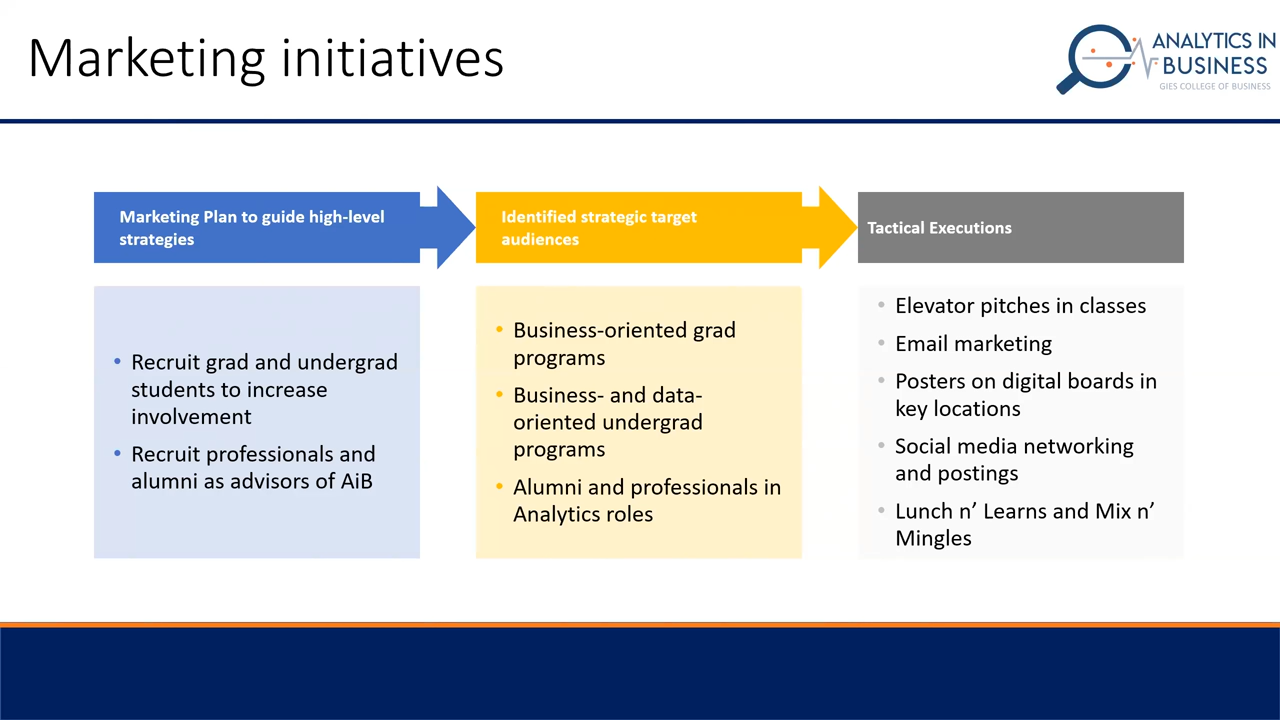 Marketing initiatives
ANALYTICS IN
BUSINESS
GIES COLLEGE OF BUSINESS
Marketing Plan to guide high-level
strategies
• Recruit grad and undergrad
students to increase
involvement
• Recruit professionals and
alumni as advisors of AiB
Identified strategic target
audiences
• Business-oriented grad
programs
• Business- and data-
oriented undergrad
programs
• Alumni and professionals in
Analytics roles
Tactical Executions
• Elevator pitches in classes
• Email marketing
• Posters on digital boards in
key locations
• Social media networking
and postings
• Lunch n’ Learns and Mix n’
Mingles